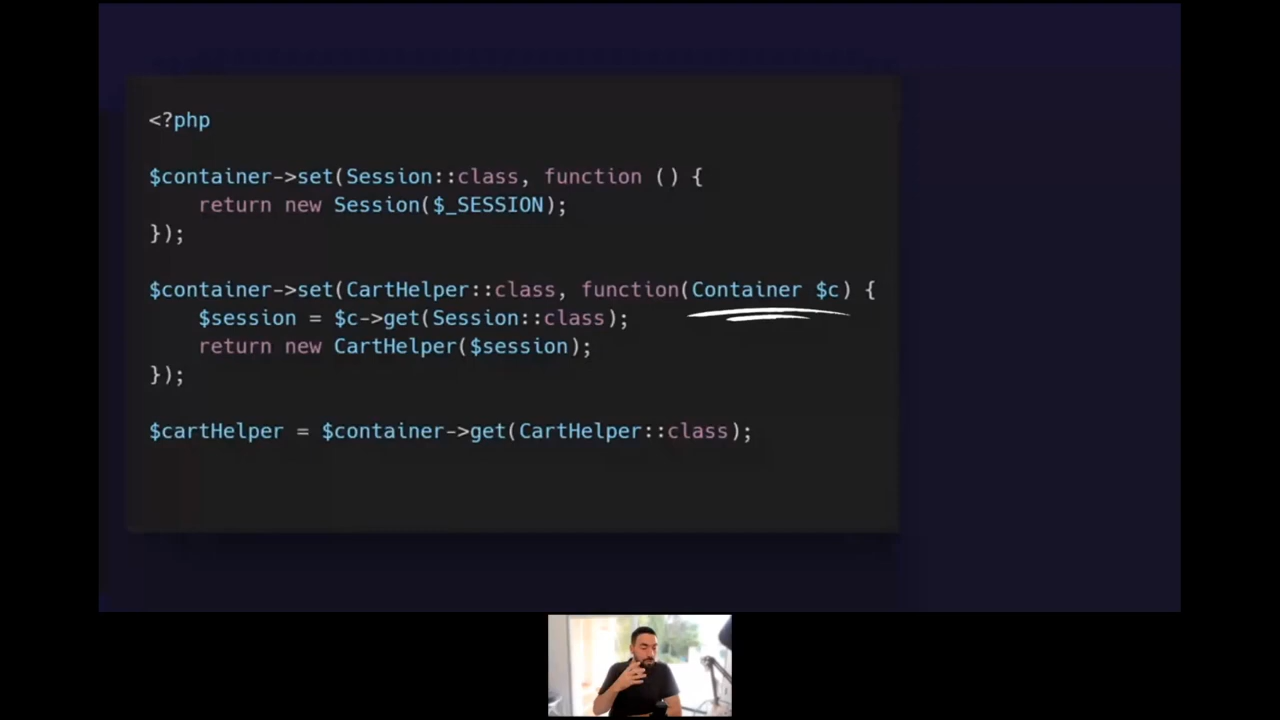 <?php
$container->set(Session::class, function () {
    return new Session($_SESSION);
});
$container->set(CartHelper::class, function(Container $c) {
    $session = $c->get(Session::class);
    return new CartHelper($session);
});
$cartHelper = $container->get(CartHelper::class);